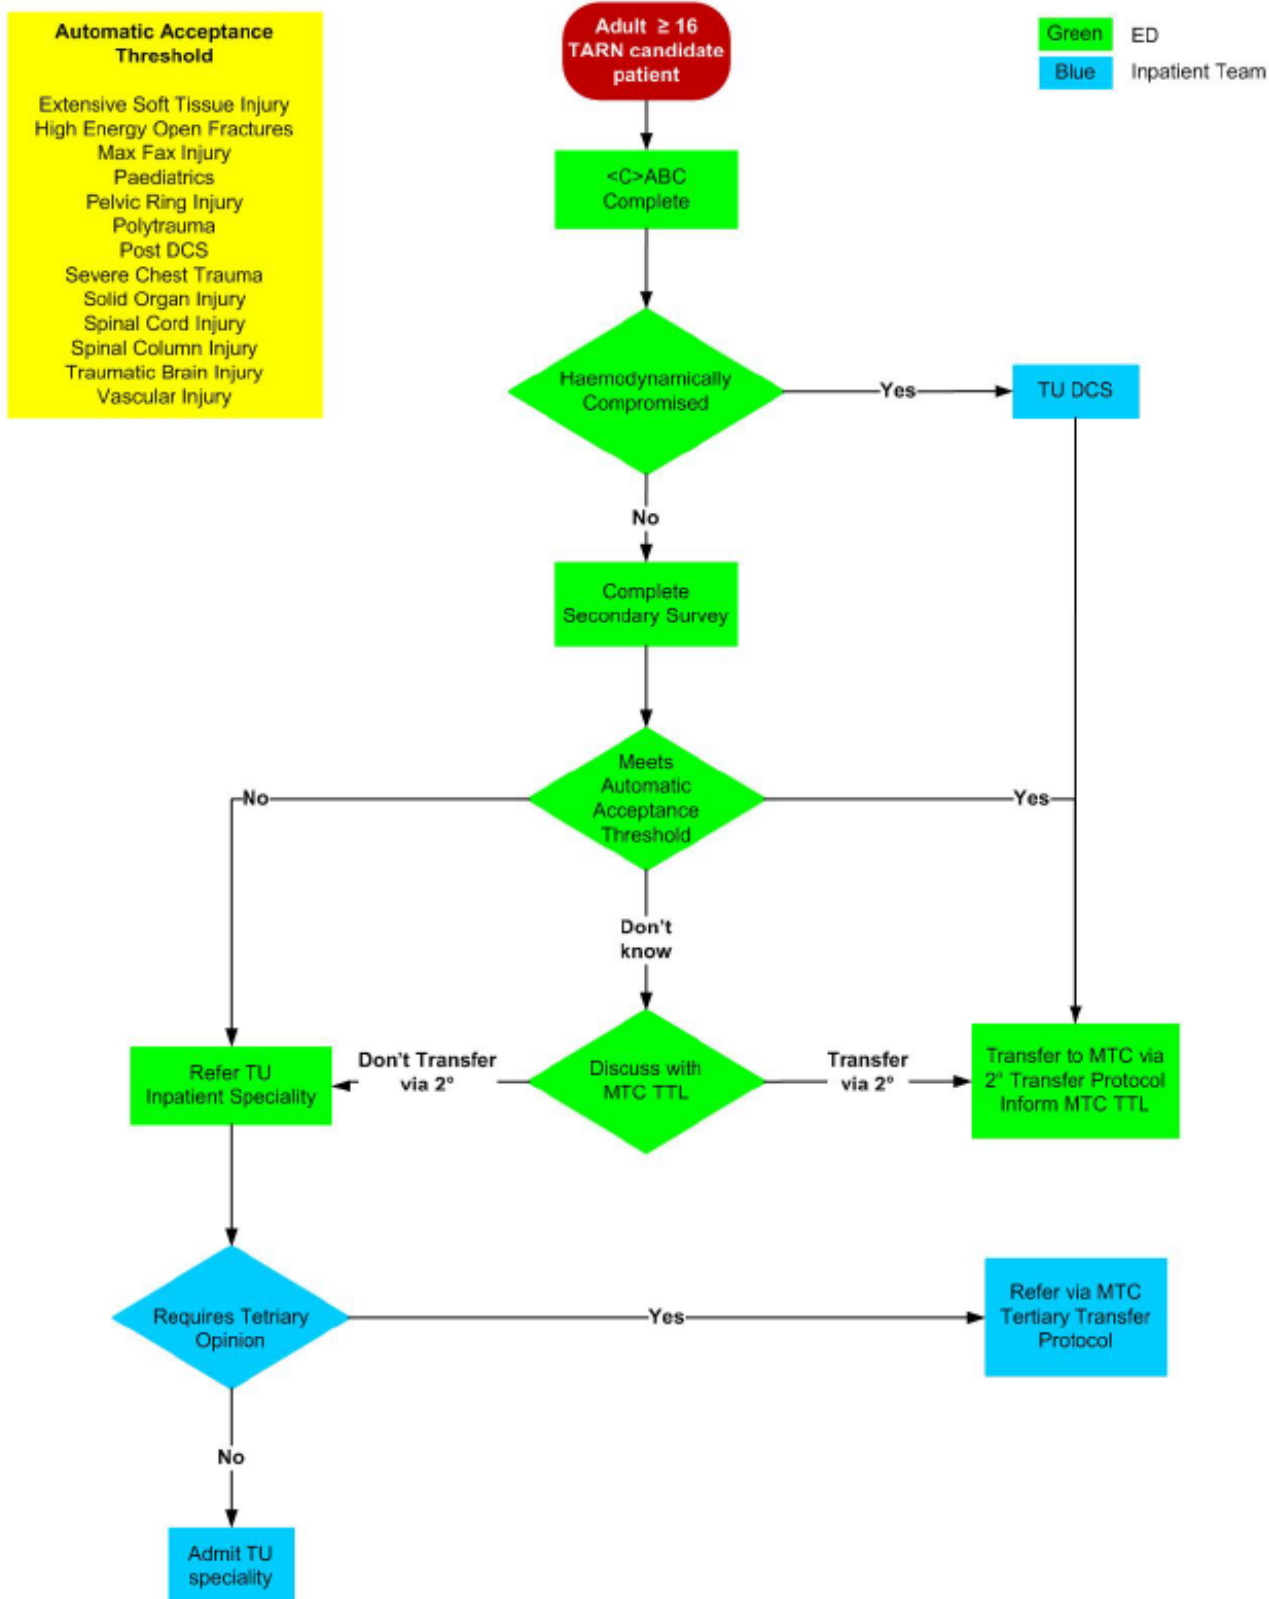 Automatic Acceptance
Threshold
Extensive Soft Tissue Injury
High Energy Open Fractures
Max Fax Injury
Paediatrics
Pelvic Ring Injury
Polytrauma
Post DCS
Severe Chest Trauma
Solid Organ Injury
Spinal Cord Injury
Spinal Column Injury
Traumatic Brain Injury
Vascular Injury
Adult ≥ 16
TARN candidate
patient
Green ED
Blue Inpatient Team
<C>ABC
Complete
Haemodynamically
Compromised
Yes
TU DCS
No
Complete
Secondary Survey
Meets
Automatic
Acceptance
Threshold
No
Yes
Don't
know
Refer TU
Inpatient Speciality
Don't Transfer
via 2°
Discuss with
MTC TTL
Transfer
via 2°
Transfer to MTC via
2° Transfer Protocol
Inform MTC TTL
Requires Tetriary
Opinion
Yes
Refer via MTC
Tertiary Transfer
Protocol
No
Admit TU
speciality